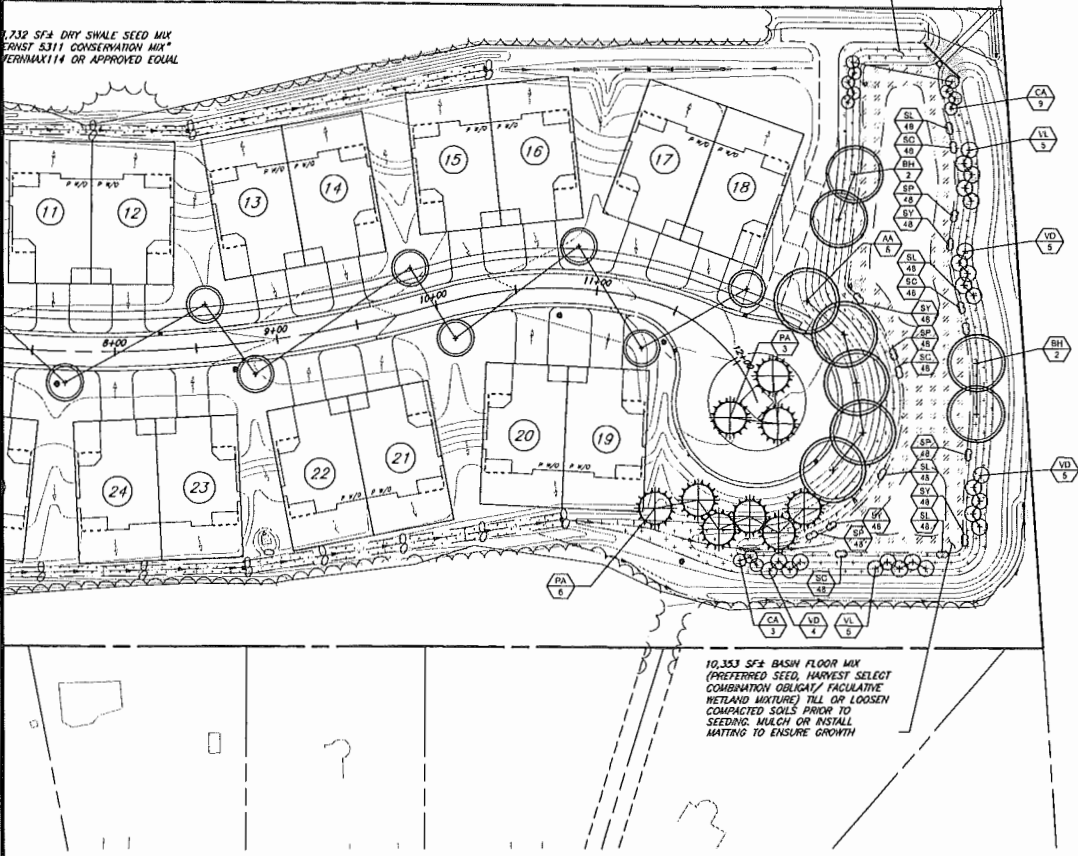 ,732 SF± DRY SWALE SEED MIX
ERNST 5311 CONSERVATION MIX"
OR APPROVED EQUAL
11
12
13
14
15
16
17
18
P W/O
P W/O
P W/O
P W/O
8+00
9+00
10+00
11+00
24
23
22
21
20
19
P W/O
P W/O
CA
9
VL
5
SL
48
SC
48
BH
2
SP
48
SY
48
VD
5
AA
SL
48
SC
48
SY
48
SP
48
SC
48
BH
2
PA
3
SP
48
SL
48
SY
48
SL
48
VD
5
SY
48
SP
48
PA
6
SC
48
CA
3
VD
4
VL
5
10,353 SF± BASIN FLOOR MIX
(PREFERRED SEED, HARVEST SELECT
COMBINATION OBLIGAT/ FACULATIVE
WETLAND MIXTURE) TILL OR LOOSEN
COMPACTED SOILS PRIOR TO
SEEDING. MULCH OR INSTALL
MATTING TO ENSURE GROWTH